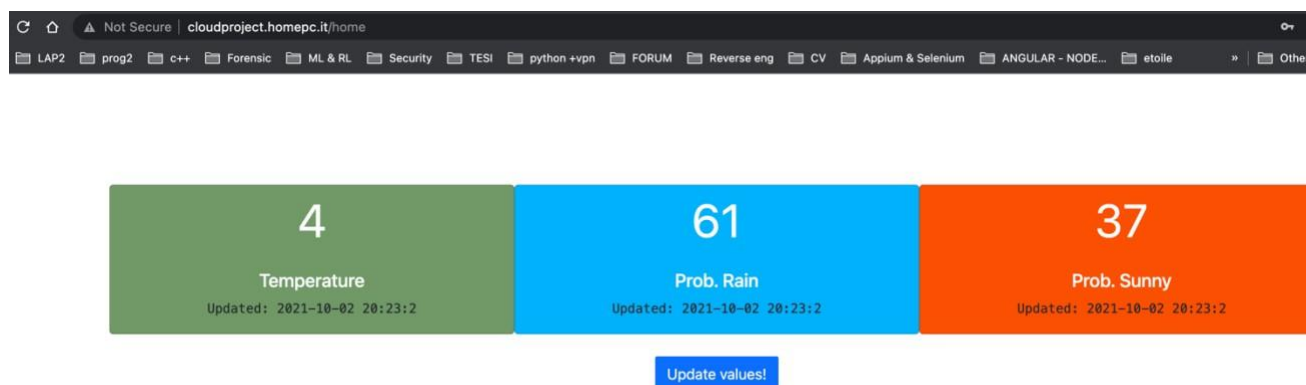 Not Secure | cloudproject.homepc.it/home
LAP2 prog2 c++ Forensic ML & RL Security TESI python +vpn FORUM Reverse eng CV Appium & Selenium ANGULAR - NODE... etoile » Othe
4 61 37
Temperature Prob. Rain Prob. Sunny
Updated: 2021-10-02 20:23:2 Updated: 2021-10-02 20:23:2 Updated: 2021-10-02 20:23:2
Update values!